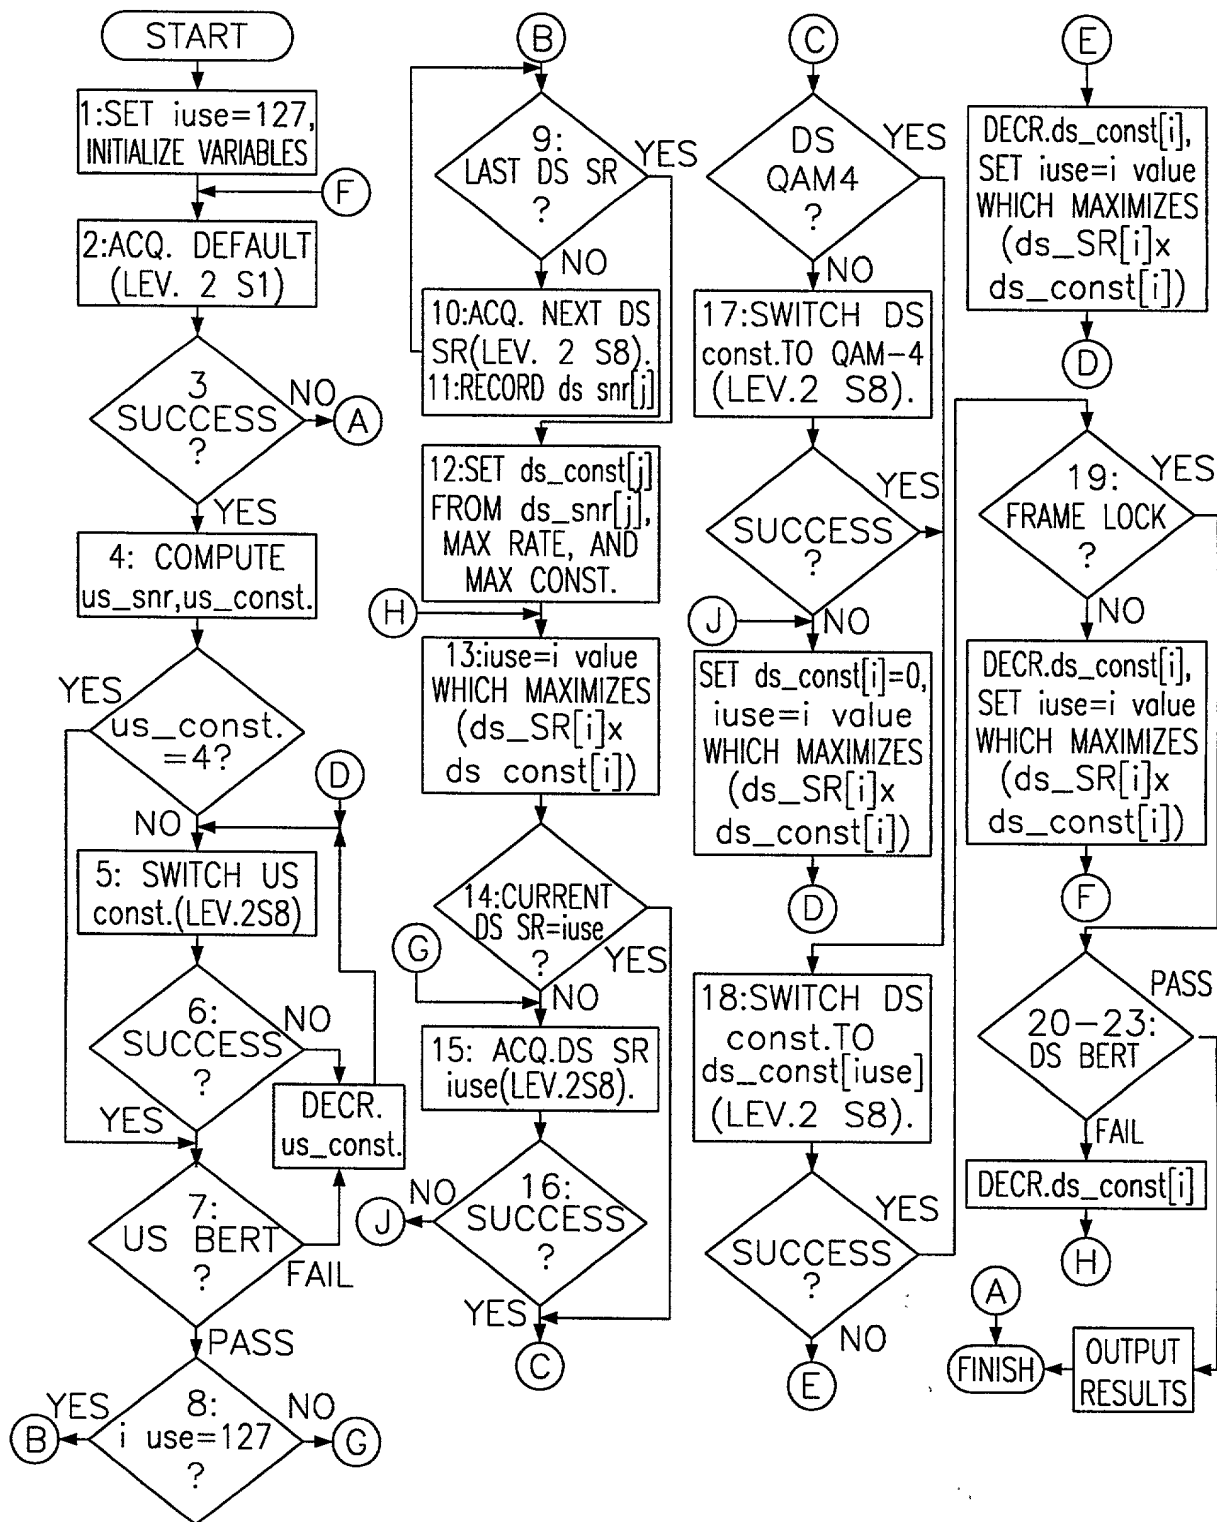 START
1:SET iuse=127,
INITIALIZE VARIABLES
F
2:ACQ. DEFAULT
(LEV. 2 S1)
3
SUCCESS
?
NO
A
YES
4: COMPUTE
us_snr,us_const.
YES
us_const.
=4?
D
NO
5: SWITCH US
const.(LEV.2S8)
6:
SUCCESS
?
NO
YES
DECR.
us_const.
7:
US BERT
?
FAIL
PASS
8:
i use=127
?
YES
B
NO
G
B
9:
LAST DS SR
?
YES
NO
10:ACQ. NEXT DS
SR(LEV. 2 S8).
11:RECORD ds snr[j]
12:SET ds_const[j]
FROM ds_snr[j],
MAX RATE, AND
MAX CONST.
H
13:iuse=i value
WHICH MAXIMIZES
(ds_SR[i]x
ds const[i])
14:CURRENT
DS SR=iuse
?
YES
G
NO
15: ACQ.DS SR
iuse(LEV.2S8).
16:
SUCCESS
?
NO
J
YES
C
C
DS
QAM4
?
YES
NO
17:SWITCH DS
const.TO QAM-4
(LEV.2 S8).
SUCCESS
?
YES
J
NO
SET ds_const[i]=0,
iuse=i value
WHICH MAXIMIZES
(ds_SR[i]x
ds_const[i])
D
18:SWITCH DS
const.TO
ds_const[iuse]
(LEV.2 S8).
SUCCESS
?
YES
NO
E
E
DECR.ds_const[i],
SET iuse=i value
WHICH MAXIMIZES
(ds_SR[i]x
ds_const[i])
D
19:
FRAME LOCK
?
YES
NO
DECR.ds_const[i],
SET iuse=i value
WHICH MAXIMIZES
(ds_SR[i]x
ds_const[i])
F
20-23:
DS BERT
PASS
FAIL
DECR.ds_const[i]
H
A
FINISH
OUTPUT
RESULTS